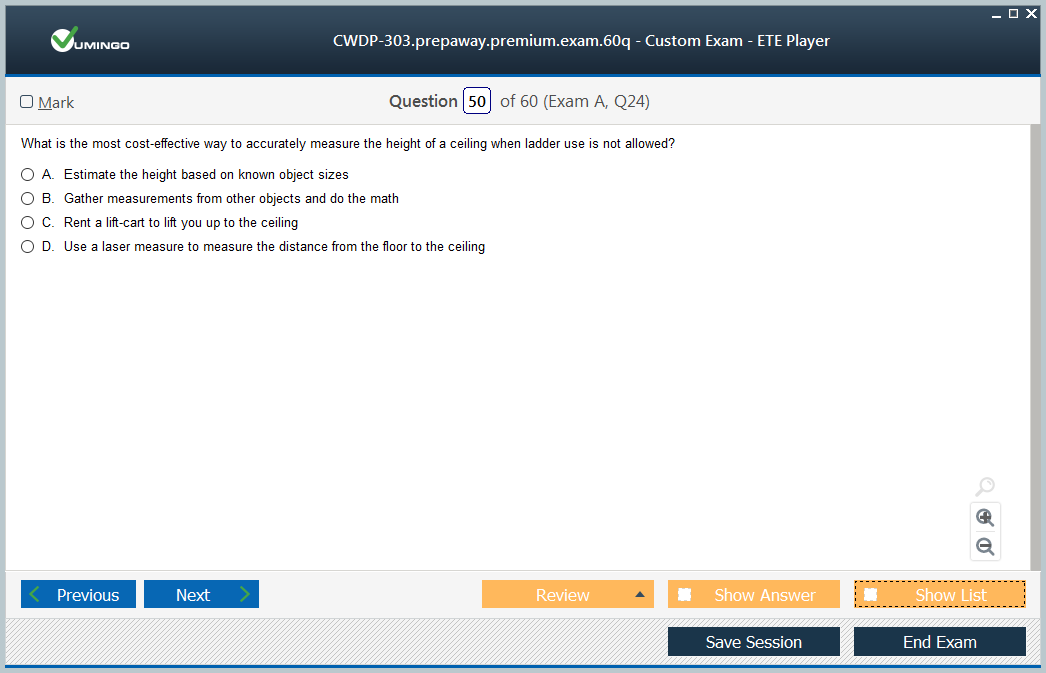 VUMINGO
CWDP-303.prepaway.premium.exam.60q - Custom Exam - ETE Player
Mark
Question 50 of 60 (Exam A, Q24)
What is the most cost-effective way to accurately measure the height of a ceiling when ladder use is not allowed?
A. Estimate the height based on known object sizes
B. Gather measurements from other objects and do the math
C. Rent a lift-cart to lift you up to the ceiling
D. Use a laser measure to measure the distance from the floor to the ceiling
Previous
Next
Review
Show Answer
Show List
Save Session
End Exam